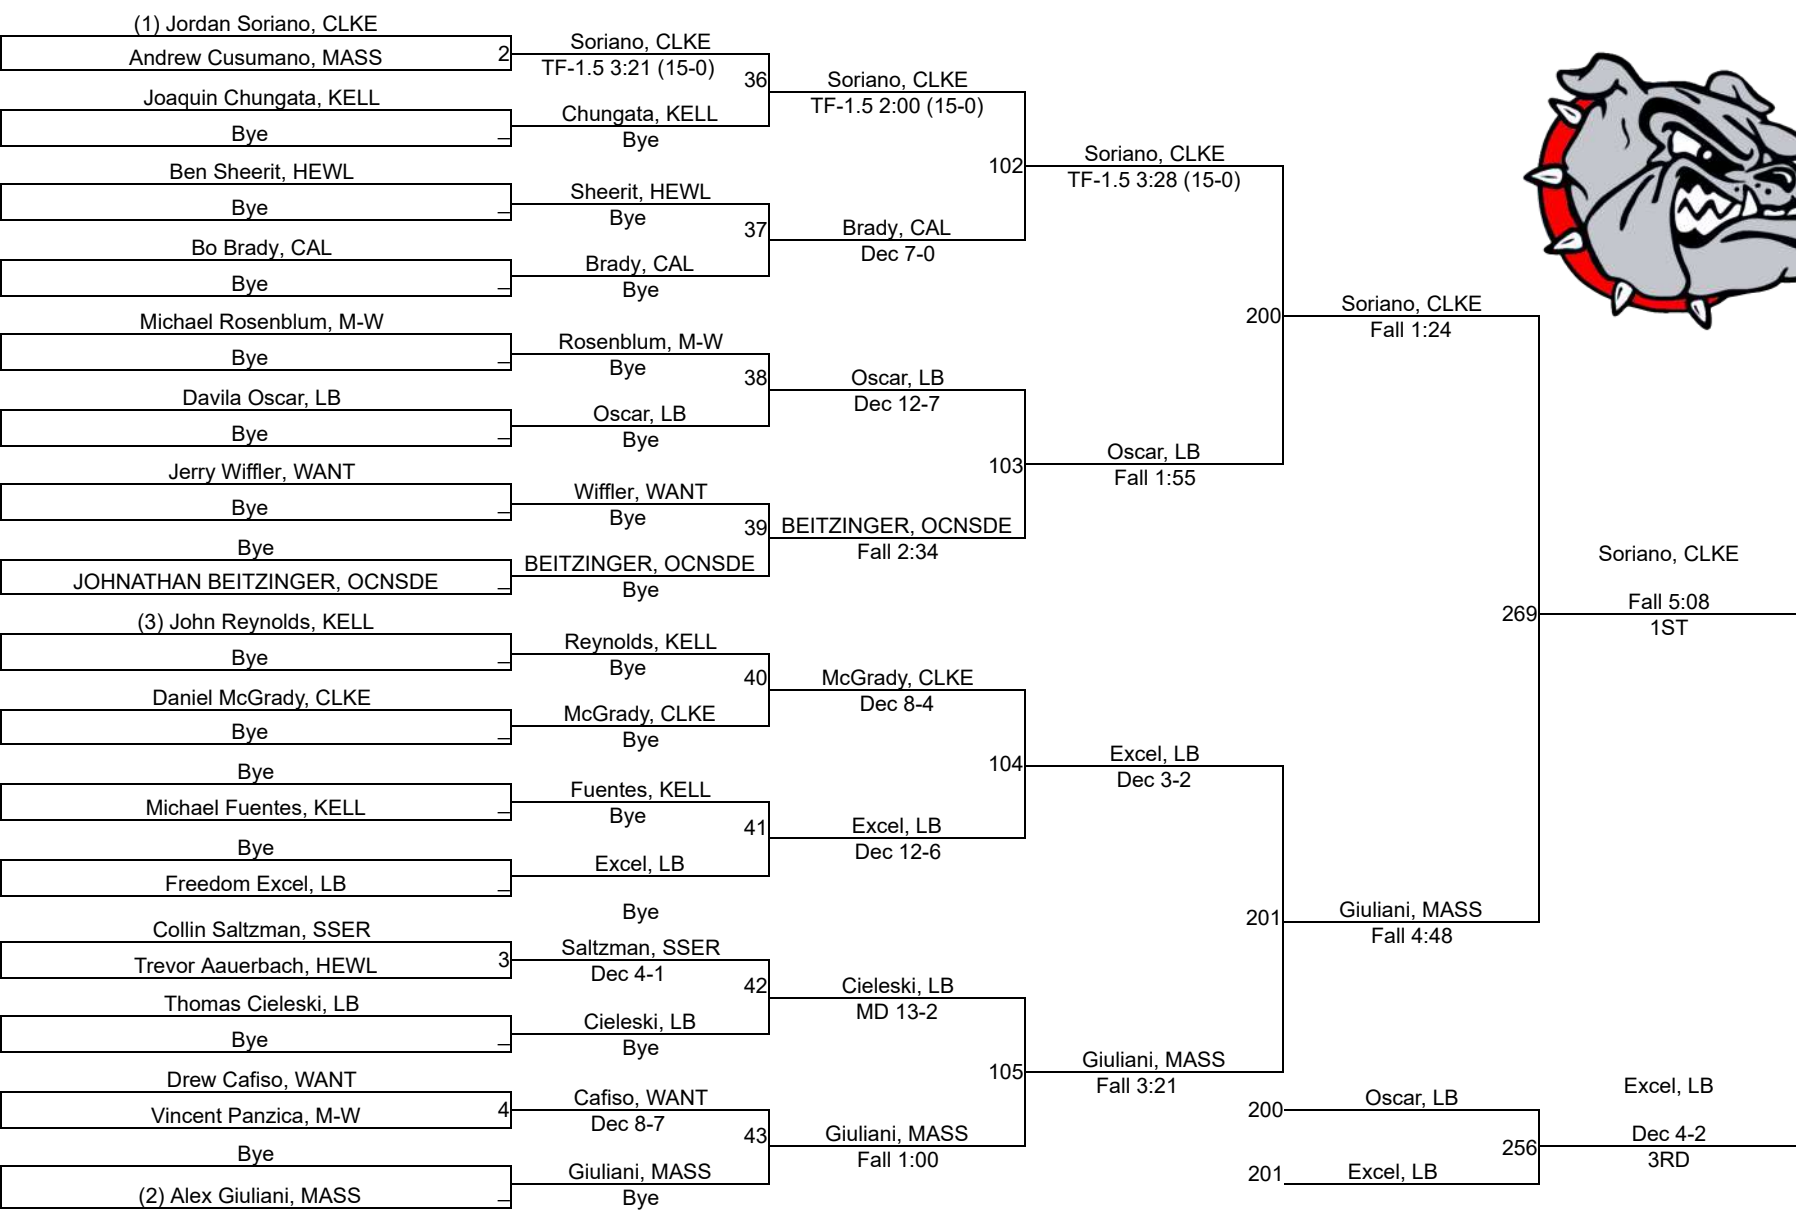 (1) Jordan Soriano, CLKE
Andrew Cusumano, MASS
2
Joaquin Chungata, KELL
Bye
Ben Sheerit, HEWL
Bye
Bo Brady, CAL
Bye
Michael Rosenblum, M-W
Bye
Davila Oscar, LB
Bye
Jerry Wiffler, WANT
Bye
Bye
JOHNATHAN BEITZINGER, OCNSDE
(3) John Reynolds, KELL
Bye
Daniel McGrady, CLKE
Bye
Bye
Michael Fuentes, KELL
Bye
Freedom Excel, LB
Collin Saltzman, SSER
Trevor Aauerbach, HEWL
3
Thomas Cieleski, LB
Bye
Drew Cafiso, WANT
Vincent Panzica, M-W
4
Bye
(2) Alex Giuliani, MASS
Soriano, CLKE
TF-1.5 3:21 (15-0)
36
Chungata, KELL
Bye
Sheerit, HEWL
Bye
37
Brady, CAL
Bye
Rosenblum, M-W
Bye
38
Oscar, LB
Bye
Wiffler, WANT
Bye
39
BEITZINGER, OCNSDE
Bye
Reynolds, KELL
Bye
40
McGrady, CLKE
Bye
Fuentes, KELL
Bye
41
Excel, LB
Bye
Saltzman, SSER
Dec 4-1
42
Cieleski, LB
Bye
Cafiso, WANT
Dec 8-7
43
Giuliani, MASS
Bye
Soriano, CLKE
TF-1.5 2:00 (15-0)
102
Brady, CAL
Dec 7-0
Oscar, LB
Dec 12-7
103
BEITZINGER, OCNSDE
Fall 2:34
McGrady, CLKE
Dec 8-4
104
Excel, LB
Dec 12-6
Cieleski, LB
MD 13-2
105
Giuliani, MASS
Fall 1:00
Soriano, CLKE
TF-1.5 3:28 (15-0)
200
Oscar, LB
Fall 1:55
Excel, LB
Dec 3-2
201
Giuliani, MASS
Fall 3:21
Soriano, CLKE
Fall 1:24
269
Giuliani, MASS
Fall 4:48
Soriano, CLKE
Fall 5:08
1ST
200
Oscar, LB
256
201
Excel, LB
Excel, LB
Dec 4-2
3RD